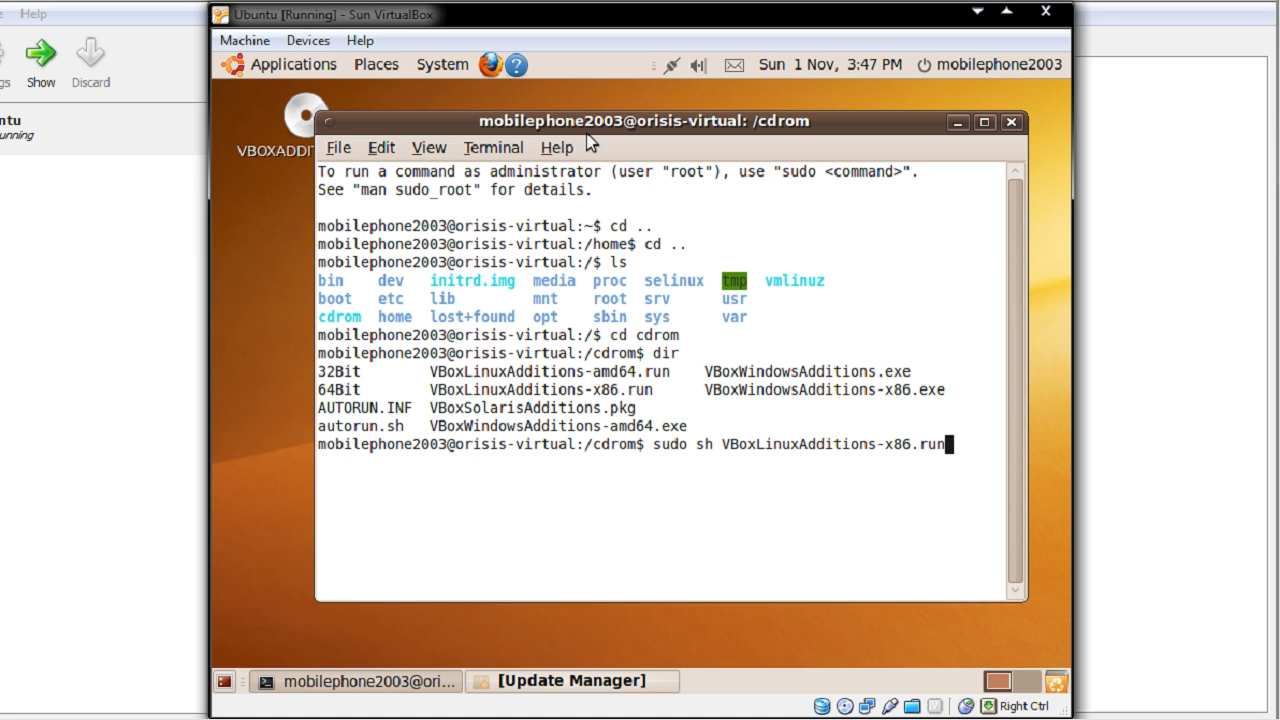 Help
Ubuntu [Running] - Sun VirtualBox
X
Machine Devices Help
Applications Places System
Sun 1 Nov, 3:47 PM mobilephone2003
Show Discard
mobilephone2003@orisis-virtual: /cdrom
File Edit View Terminal Help
To run a command as administrator (user "root"), use "sudo <command>".
See "man sudo_root" for details.
mobilephone2003@orisis-virtual:~$ cd ..
mobilephone2003@orisis-virtual:/home$ cd ..
mobilephone2003@orisis-virtual:/$ ls
bin dev initrd.img media proc selinux tmp vmlinuz
boot etc lib mnt root srv usr
cdrom home lost+found opt sbin sys var
mobilephone2003@orisis-virtual:/$ cd cdrom
mobilephone2003@orisis-virtual:/cdrom$ dir
32Bit VBoxLinuxAdditions-amd64.run VBoxWindowsAdditions.exe
64Bit VBoxLinuxAdditions-x86.run VBoxWindowsAdditions-x86.exe
AUTORUN.INF VBoxSolarisAdditions.pkg
autorun.sh VBoxWindowsAdditions-amd64.exe
mobilephone2003@orisis-virtual:/cdrom$ sudo sh VBoxLinuxAdditions-x86.run
VBOXADDI
mobilephone2003@ori... [Update Manager]
Right Ctrl